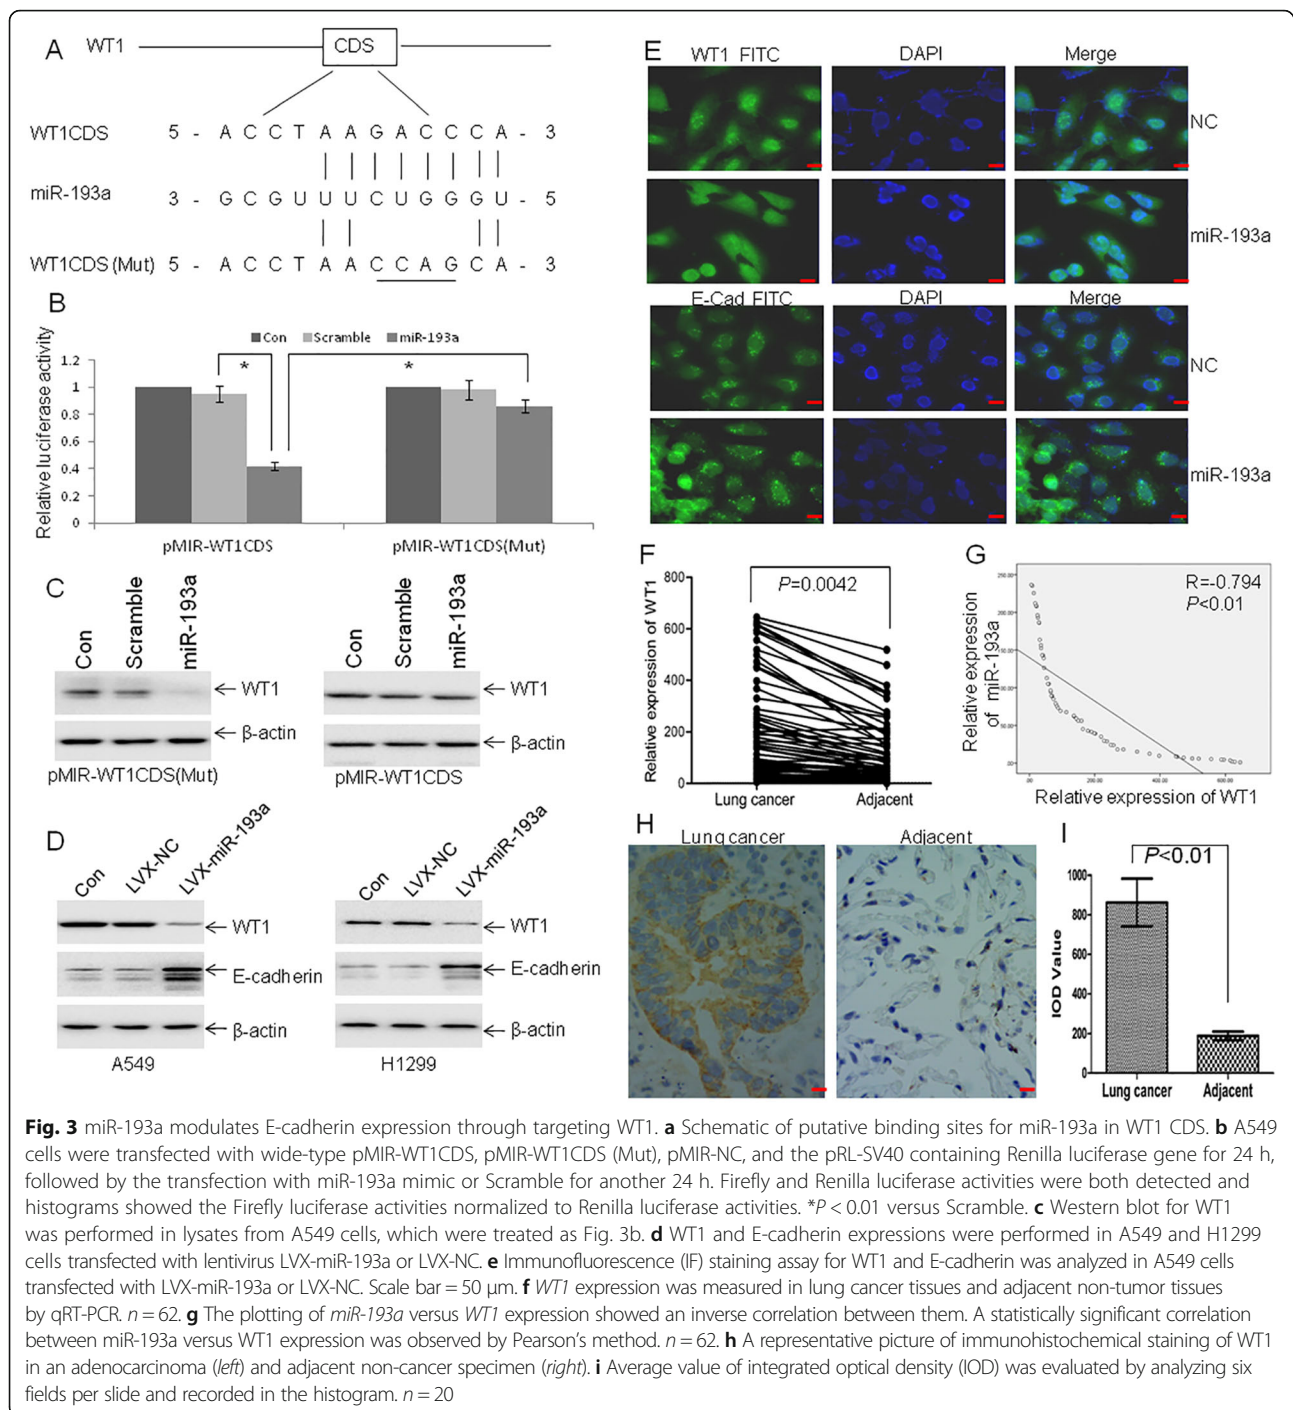 A
WT1
CDS
WT1CDS 5 - A C C T A A G A C C C A - 3
miR-193a 3 - G C G U U U C U G G G U - 5
WT1CDS (Mut) 5 - A C C T A A C C A G C A - 3
B
Con Scramble miR-193a
Relative luciferase activity
1.2
1
0.8
0.6
0.4
0.2
0
*
*
pMIR-WT1CDS pMIR-WT1CDS(Mut)
C
Con Scramble miR-193a
WT1
β-actin
pMIR-WT1CDS(Mut)
Con Scramble miR-193a
WT1
β-actin
pMIR-WT1CDS
D
Con LVX-NC LVX-miR-193a
WT1
E-cadherin
β-actin
A549
Con LVX-NC LVX-miR-193a
WT1
E-cadherin
β-actin
H1299
E
WT1 FITC DAPI Merge
NC
miR-193a
E-Cad FITC DAPI Merge
NC
miR-193a
F
Relative expression of WT1
800
600
400
200
0
P=0.0042
Lung cancer Adjacent
G
R=-0.794
P<0.01
Relative expression
of miR-193a
250.00
200.00
150.00
100.00
50.00
.00
.00 200.00 400.00 600.00
Relative expression of WT1
H
Lung cancer Adjacent
I
P<0.01
IOD Value
1000
800
600
400
200
0
Lung cancer Adjacent
Fig. 3 miR-193a modulates E-cadherin expression through targeting WT1. a Schematic of putative binding sites for miR-193a in WT1 CDS. b A549
cells were transfected with wide-type pMIR-WT1CDS, pMIR-WT1CDS (Mut), pMIR-NC, and the pRL-SV40 containing Renilla luciferase gene for 24 h,
followed by the transfection with miR-193a mimic or Scramble for another 24 h. Firefly and Renilla luciferase activities were both detected and
histograms showed the Firefly luciferase activities normalized to Renilla luciferase activities. *P < 0.01 versus Scramble. c Western blot for WT1
was performed in lysates from A549 cells, which were treated as Fig. 3b. d WT1 and E-cadherin expressions were performed in A549 and H1299
cells transfected with lentivirus LVX-miR-193a or LVX-NC. e Immunofluorescence (IF) staining assay for WT1 and E-cadherin was analyzed in A549 cells
transfected with LVX-miR-193a or LVX-NC. Scale bar = 50 μm. f WT1 expression was measured in lung cancer tissues and adjacent non-tumor tissues
by qRT-PCR. n = 62. g The plotting of miR-193a versus WT1 expression showed an inverse correlation between them. A statistically significant correlation
between miR-193a versus WT1 expression was observed by Pearson's method. n = 62. h A representative picture of immunohistochemical staining of WT1
in an adenocarcinoma (left) and adjacent non-cancer specimen (right). i Average value of integrated optical density (IOD) was evaluated by analyzing six
fields per slide and recorded in the histogram. n = 20